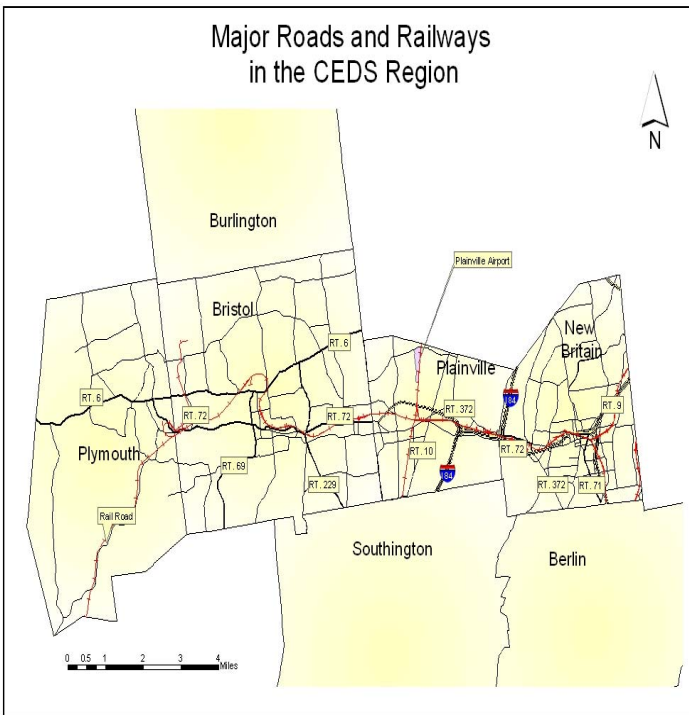 Major Roads and Railways
in the CEDS Region
N
Burlington
Plainville Airport
Bristol
New
Britain
RT. 6
Plainville
RT. 6
RT. 72
RT. 72
RT. 372
I84
RT. 9
Plymouth
RT. 69
RT. 10
RT. 72
I84
RT. 229
RT. 372
RT. 71
Rail Road
Southington
Berlin
0 0.5 1 2 3 4
Miles